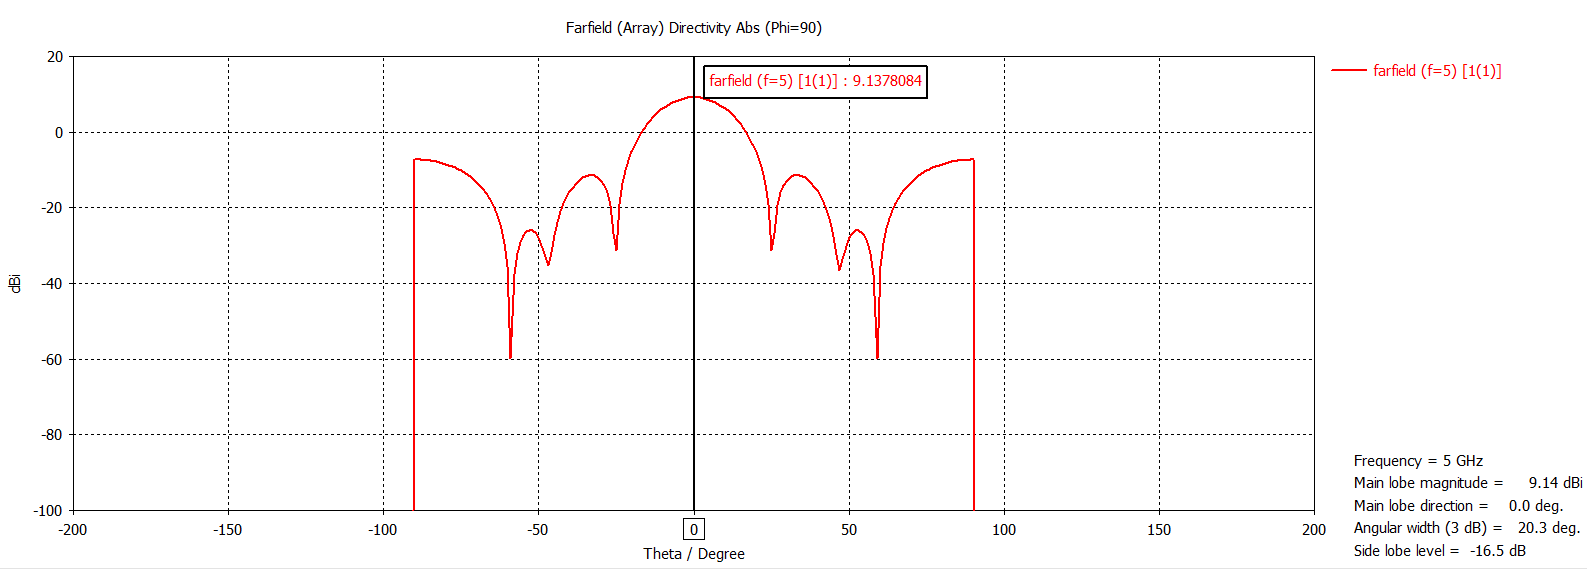 Farfield (Array) Directivity Abs (Phi=90)
farfield (f=5) [1(1)] : 9.1378084
farfield (f=5) [1(1)]
20
0
-20
-40
-60
-80
-100
dBi
-200
-150
-100
-50
0
50
100
150
200
Theta / Degree
Frequency = 5 GHz
Main lobe magnitude = 9.14 dBi
Main lobe direction = 0.0 deg.
Angular width (3 dB) = 20.3 deg.
Side lobe level = -16.5 dB